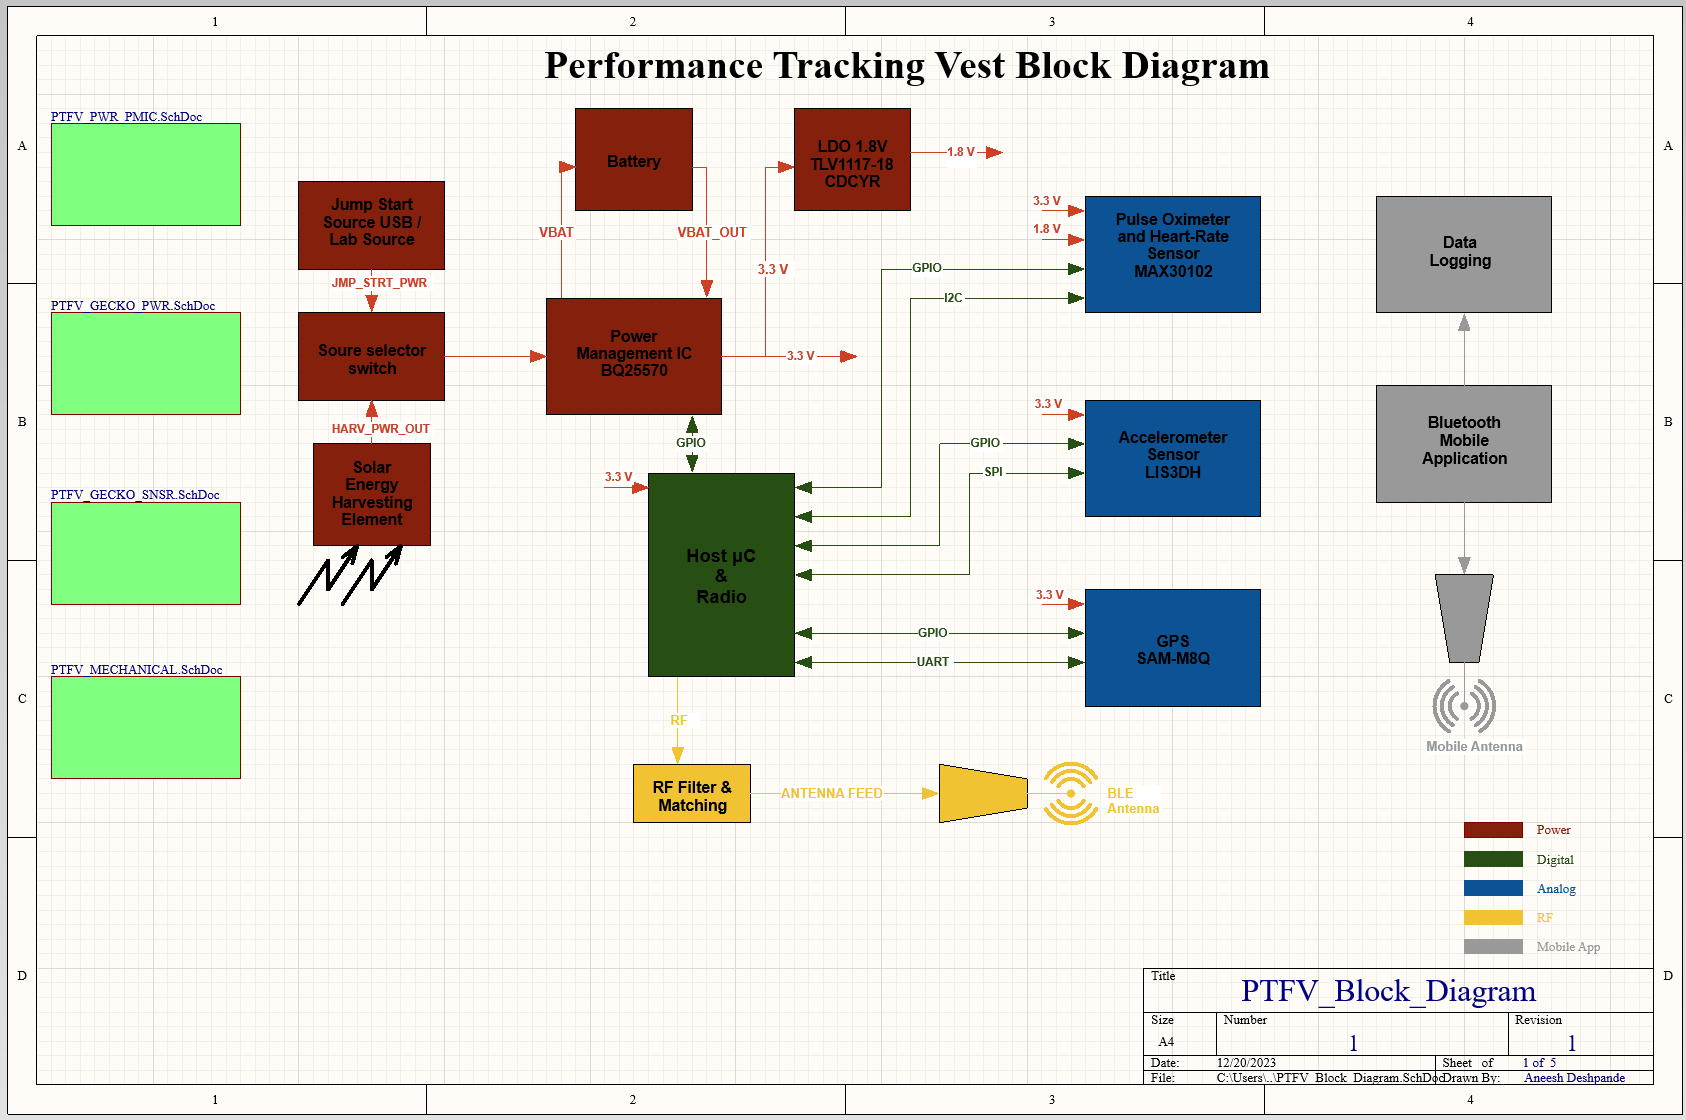 1 2 3 4
Performance Tracking Vest Block Diagram
A
A
PTFV_PWR_PMIC.SchDoc
Battery
LDO 1.8V
TLV1117-18
CDCYR
1.8 V
Jump Start
Source USB /
Lab Source
VBAT
VBAT_OUT
3.3 V
JMP_STRT_PWR
3.3 V
1.8 V
GPIO
I2C
Pulse Oximeter
and Heart-Rate
Sensor
MAX30102
Data
Logging
PTFV_GECKO_PWR.SchDoc
Soure selector
switch
Power
Management IC
BQ25570
3.3 V
B
B
HARV_PWR_OUT
GPIO
3.3 V
GPIO
SPI
Accelerometer
Sensor
LIS3DH
Bluetooth
Mobile
Application
PTFV_GECKO_SNSR.SchDoc
Solar
Energy
Harvesting
Element
3.3 V
Host µC
&
Radio
3.3 V
GPIO
UART
GPS
SAM-M8Q
PTFV_MECHANICAL.SchDoc
C
C
RF
Mobile Antenna
RF Filter &
Matching
ANTENNA FEED
BLE
Antenna
Power
Digital
Analog
RF
Mobile App
D
D
Title
PTFV_Block_Diagram
Size
Number
Revision
A4
1
1
Date:
12/20/2023
Sheet of
1 of 5
File:
C:\Users\..\PTFV_Block_Diagram.SchDoc
Drawn By:
Aneesh Deshpande
1 2 3 4